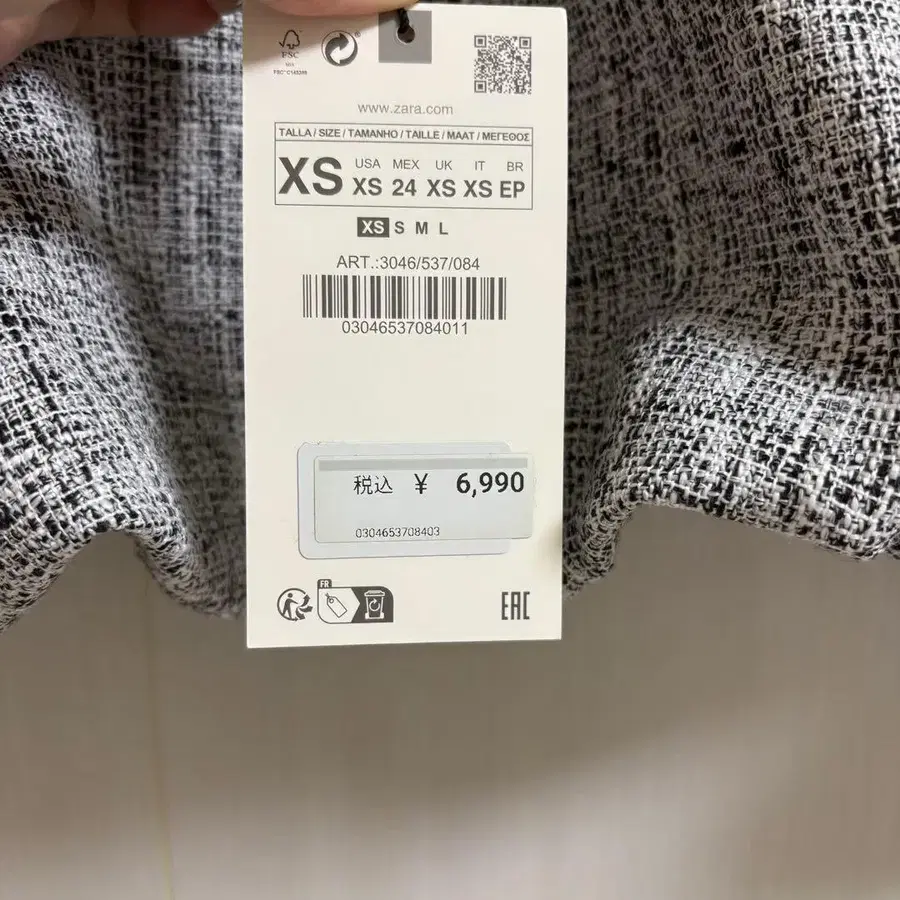 FSC
www.zara.com
TALLA / SIZE / TAMANHO / TAILLE / MAAT / ΜΕΓΕΘΟΣ
XS
USA MEX UK IT BR
XS 24 XS XS EP
XS S M L
ART.:3046/537/084
03046537084011
税込 ¥ 6,990
0304653708403
FR
EAC